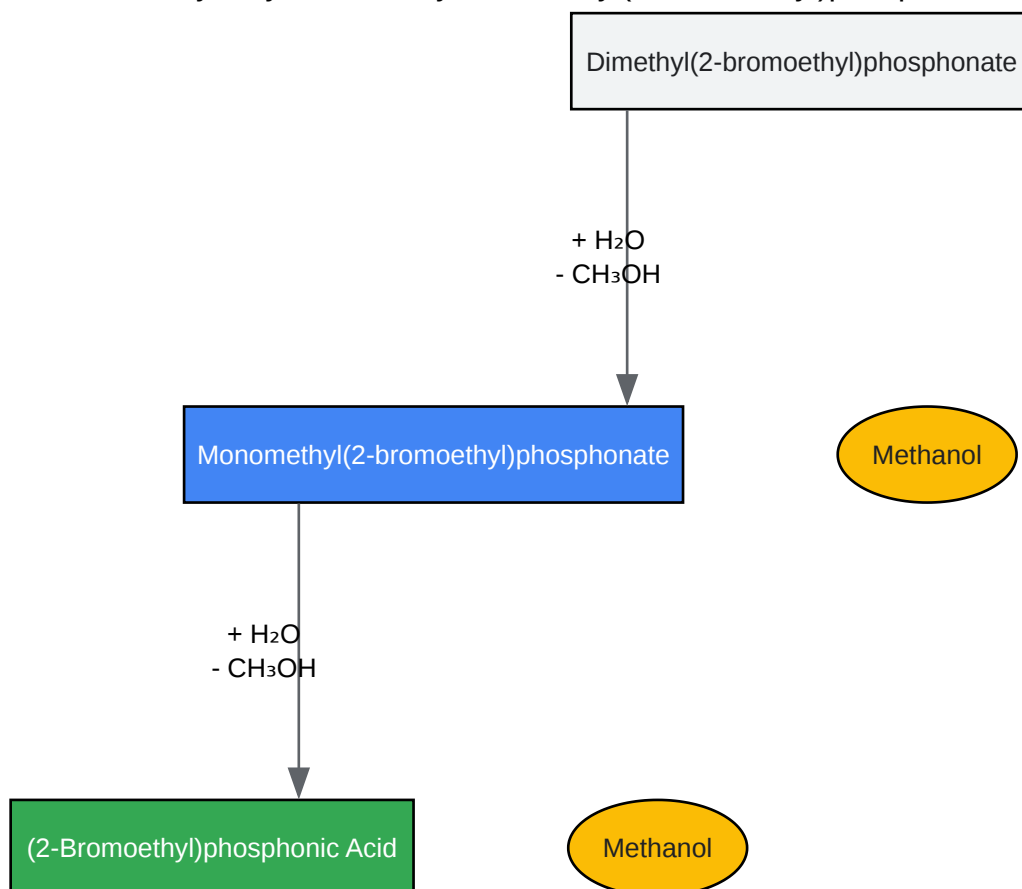 Dimethyl(2-bromoethyl)phosphonate
+ H₂O
- CH₃OH
Monomethyl(2-bromoethyl)phosphonate
Methanol
+ H₂O
- CH₃OH
(2-Bromoethyl)phosphonic Acid
Methanol